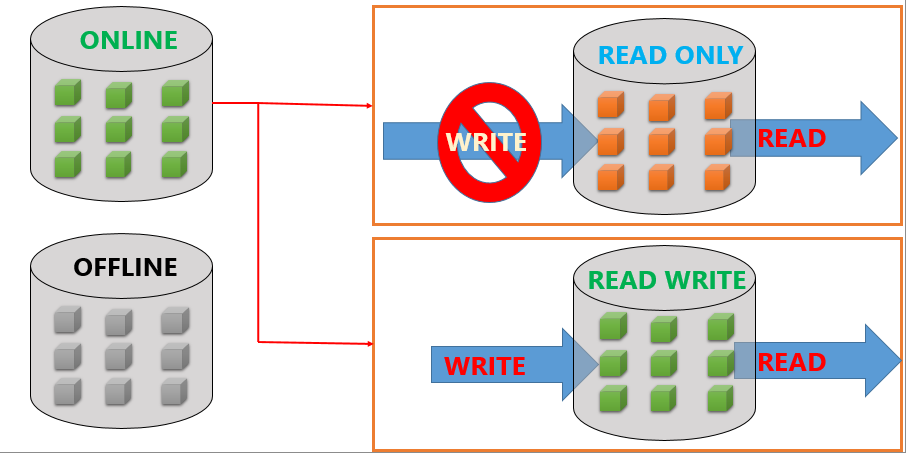 ONLINE
READ ONLY
WRITE
READ
OFFLINE
READ WRITE
WRITE
READ